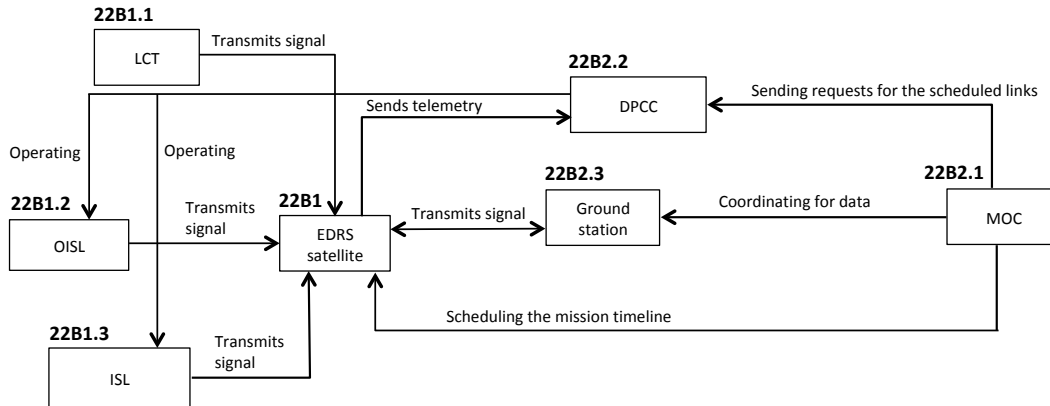 22B1.1
LCT
Transmits signal
22B2.2
DPCC
Sending requests for the scheduled links
Sends telemetry
Operating
Operating
22B1.2
OISL
Transmits
signal
22B1
EDRS
satellite
Transmits signal
22B2.3
Ground
station
Coordinating for data
22B2.1
MOC
Scheduling the mission timeline
22B1.3
ISL
Transmits
signal